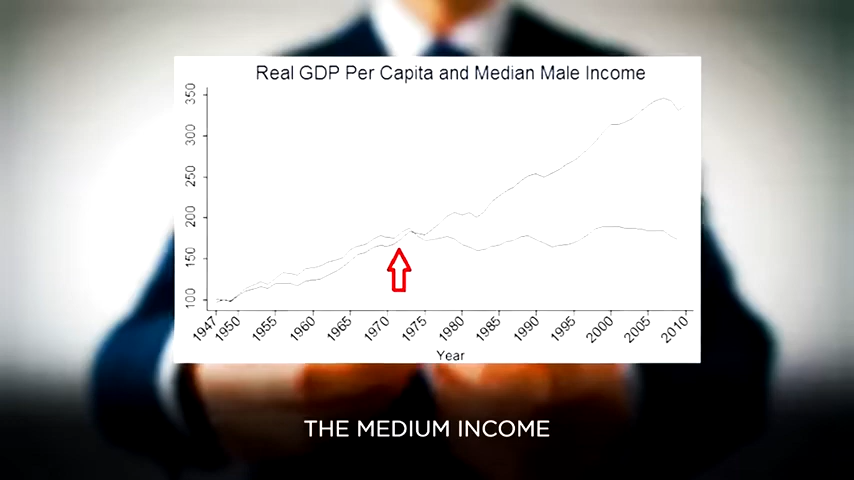 Real GDP Per Capita and Median Male Income
350
300
250
200
150
100
1947 1950 1955 1960 1965 1970 1975 1980 1985 1990 1995 2000 2005 2010
Year
THE MEDIUM INCOME